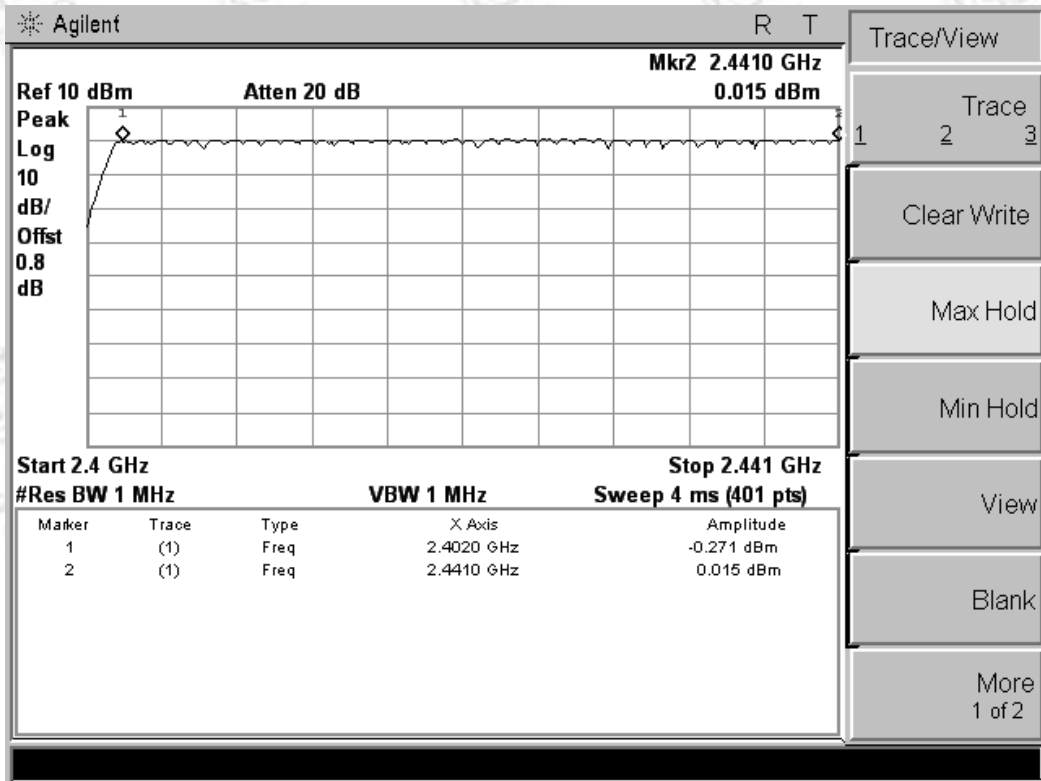 Agilent R T
Mkr2 2.4410 GHz
Ref 10 dBm Atten 20 dB 0.015 dBm
Peak
Log
10
dB/
Offst
0.8
dB
1
2
Start 2.4 GHz Stop 2.441 GHz
#Res BW 1 MHz VBW 1 MHz Sweep 4 ms (401 pts)
Marker Trace Type X Axis Amplitude
1 (1) Freq 2.4020 GHz -0.271 dBm
2 (1) Freq 2.4410 GHz 0.015 dBm
Trace/View
Trace
1 2 3
Clear Write
Max Hold
Min Hold
View
Blank
More
1 of 2